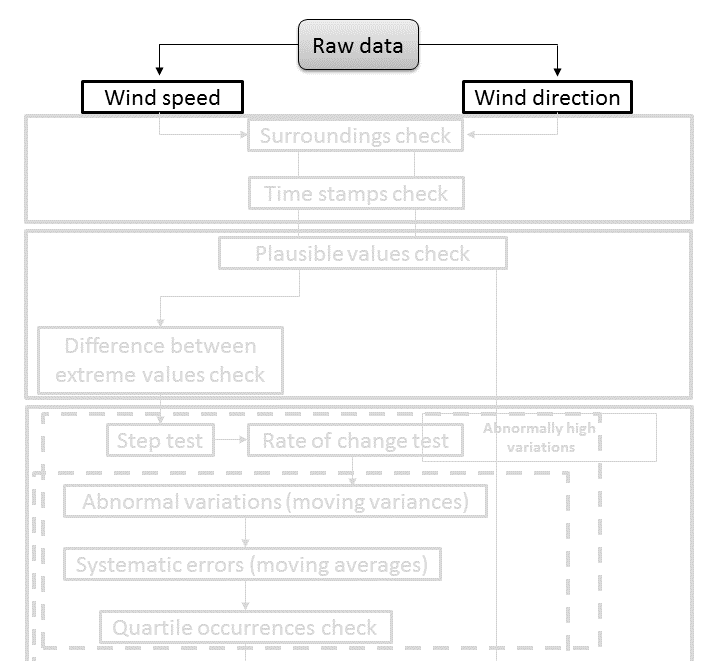 Raw data
Wind speed
Wind direction
Surroundings check
Time stamps check
Plausible values check
Difference between
extreme values check
Step test
Rate of change test
Abnormally high
variations
Abnormal variations (moving variances)
Systematic errors (moving averages)
Quartile occurrences check